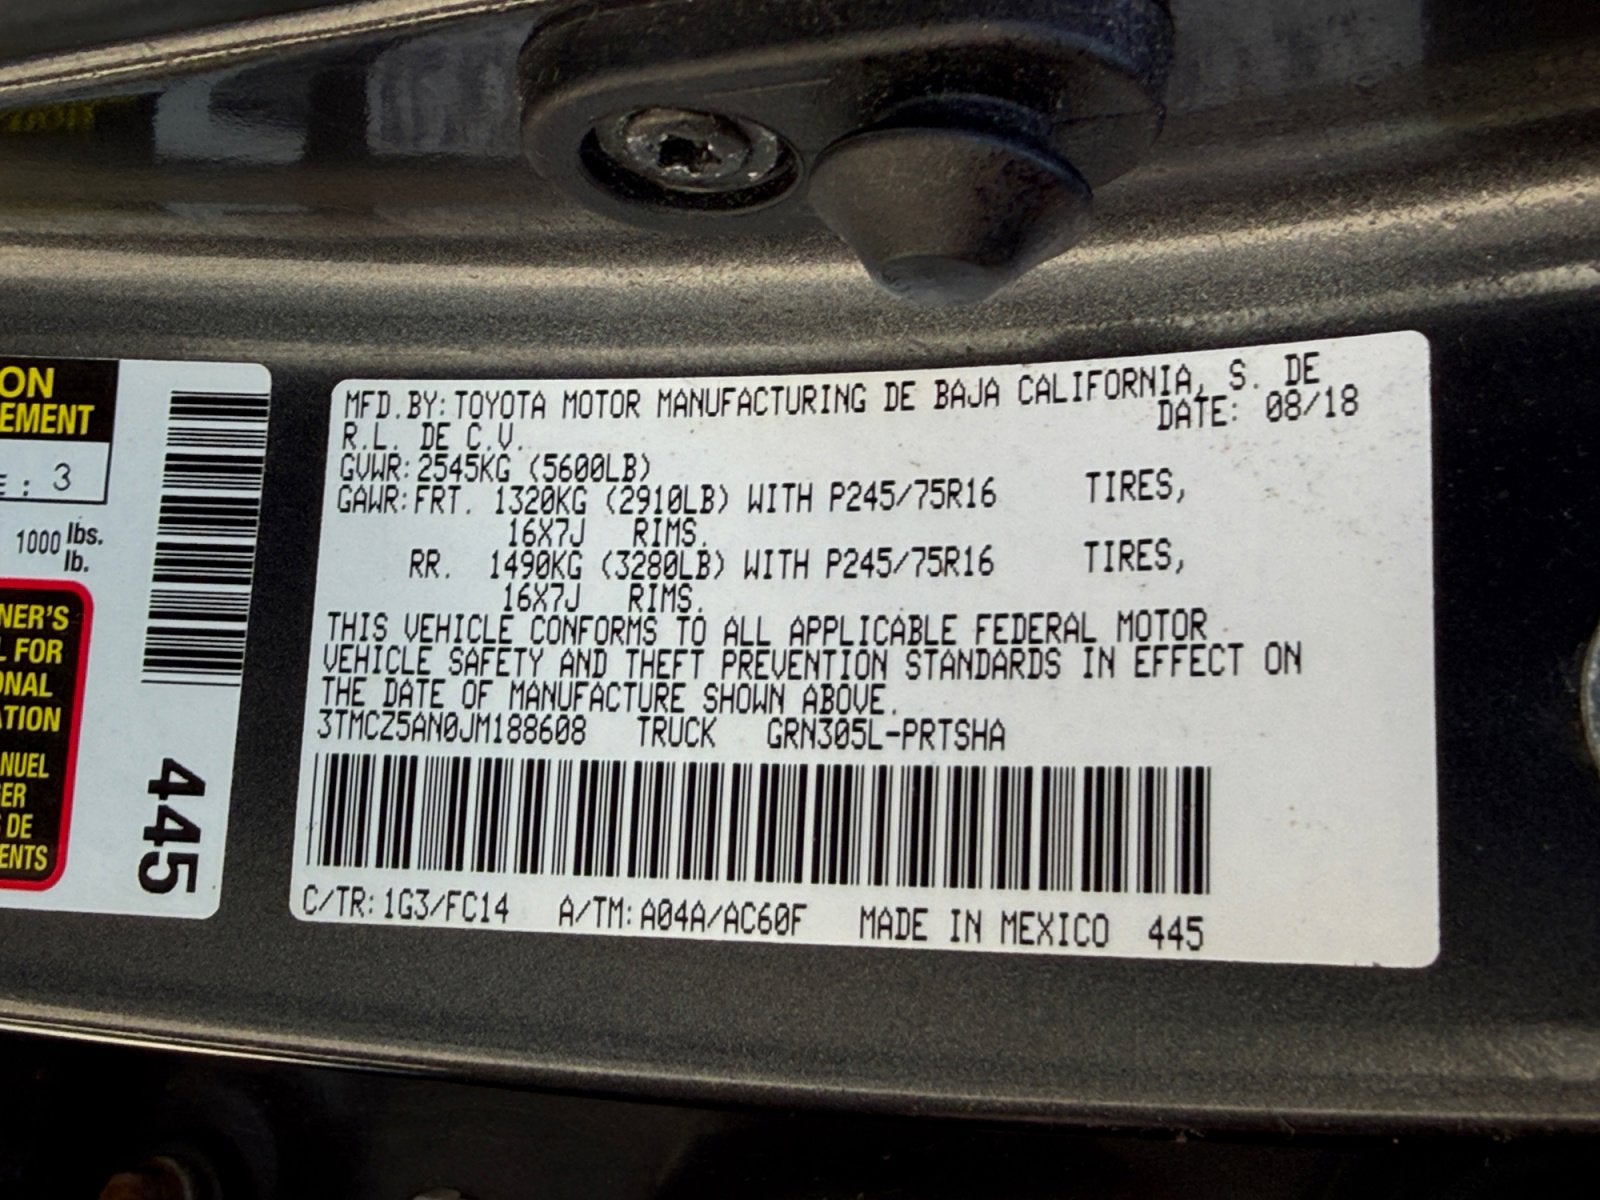 ON
EMENT
E : 3
1000 lbs.
lb.
NER'S
L FOR
ONAL
ATION
NUEL
ER
DE
ENTS
445
MFD.BY:TOYOTA MOTOR MANUFACTURING DE BAJA CALIFORNIA, S. DE
R.L. DE C.V. DATE: 08/18
GVWR:2545KG (5600LB)
GAWR:FRT. 1320KG (2910LB) WITH P245/75R16 TIRES,
16X7J RIMS.
RR. 1490KG (3280LB) WITH P245/75R16 TIRES,
16X7J RIMS.
THIS VEHICLE CONFORMS TO ALL APPLICABLE FEDERAL MOTOR
VEHICLE SAFETY AND THEFT PREVENTION STANDARDS IN EFFECT ON
THE DATE OF MANUFACTURE SHOWN ABOVE.
3TMCZ5AN0JM188608 TRUCK GRN305L-PRTSHA
C/TR:1G3/FC14 A/TM:A04A/AC60F MADE IN MEXICO 445